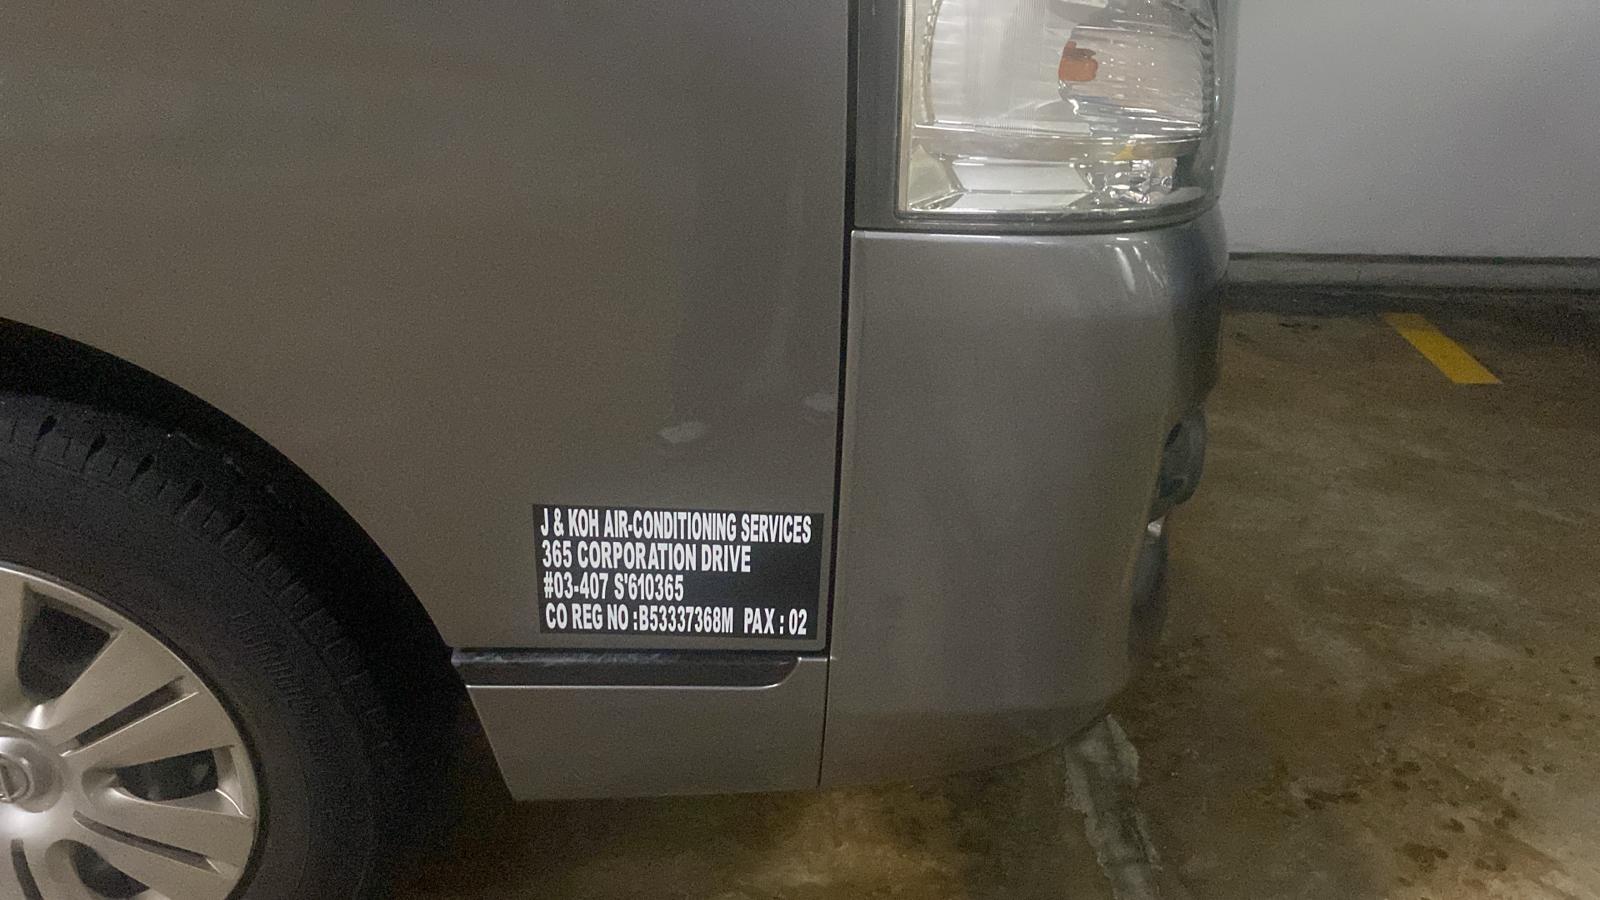 J & KOH AIR-CONDITIONING SERVICES
365 CORPORATION DRIVE
#03-407 S'610365
CO REG NO :B53337368M PAX : 02